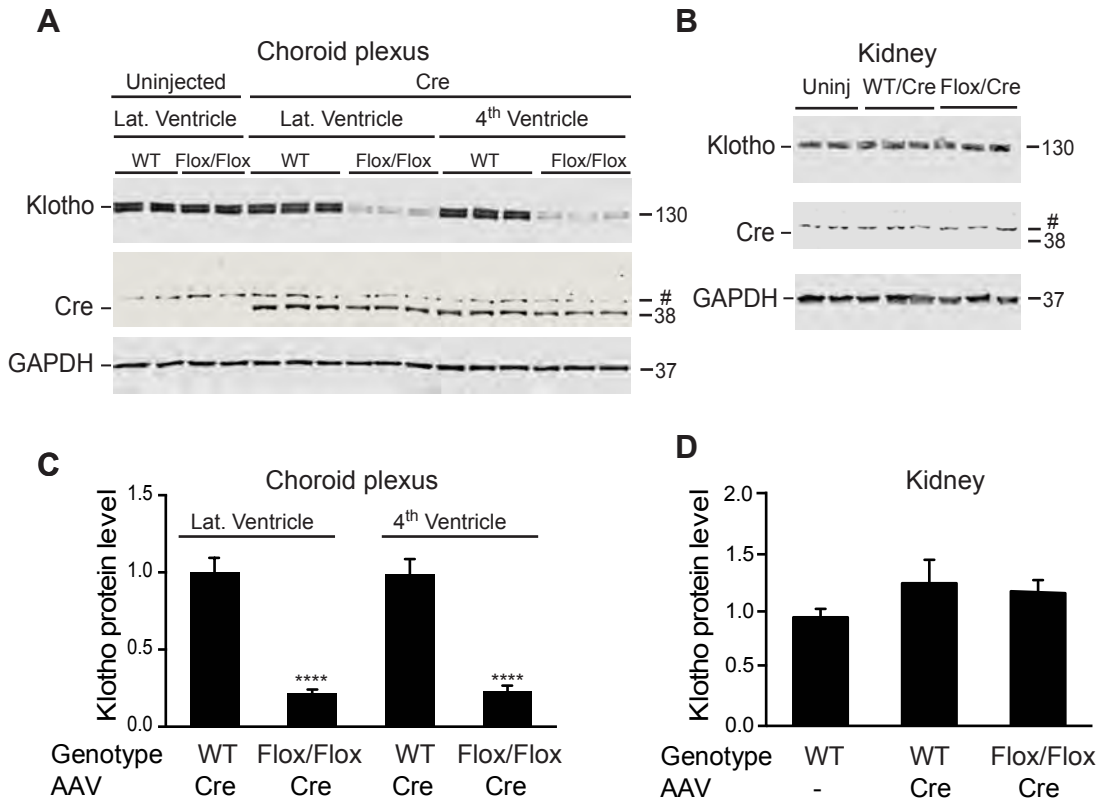 A
Choroid plexus
Uninjected Cre
Lat. Ventricle Lat. Ventricle 4th Ventricle
WT Flox/Flox WT Flox/Flox WT Flox/Flox
Klotho 130
Cre # 38
GAPDH 37
B
Kidney
Uninj WT/Cre Flox/Cre
Klotho 130
Cre # 38
GAPDH 37
C
Choroid plexus
Lat. Ventricle 4th Ventricle
Klotho protein level
1.5
1.0
0.5
0.0
**** ****
Genotype WT Flox/Flox WT Flox/Flox
AAV Cre Cre Cre Cre
D
Kidney
Klotho protein level
2.0
1.5
1.0
0.5
0.0
Genotype WT WT Flox/Flox
AAV - Cre Cre